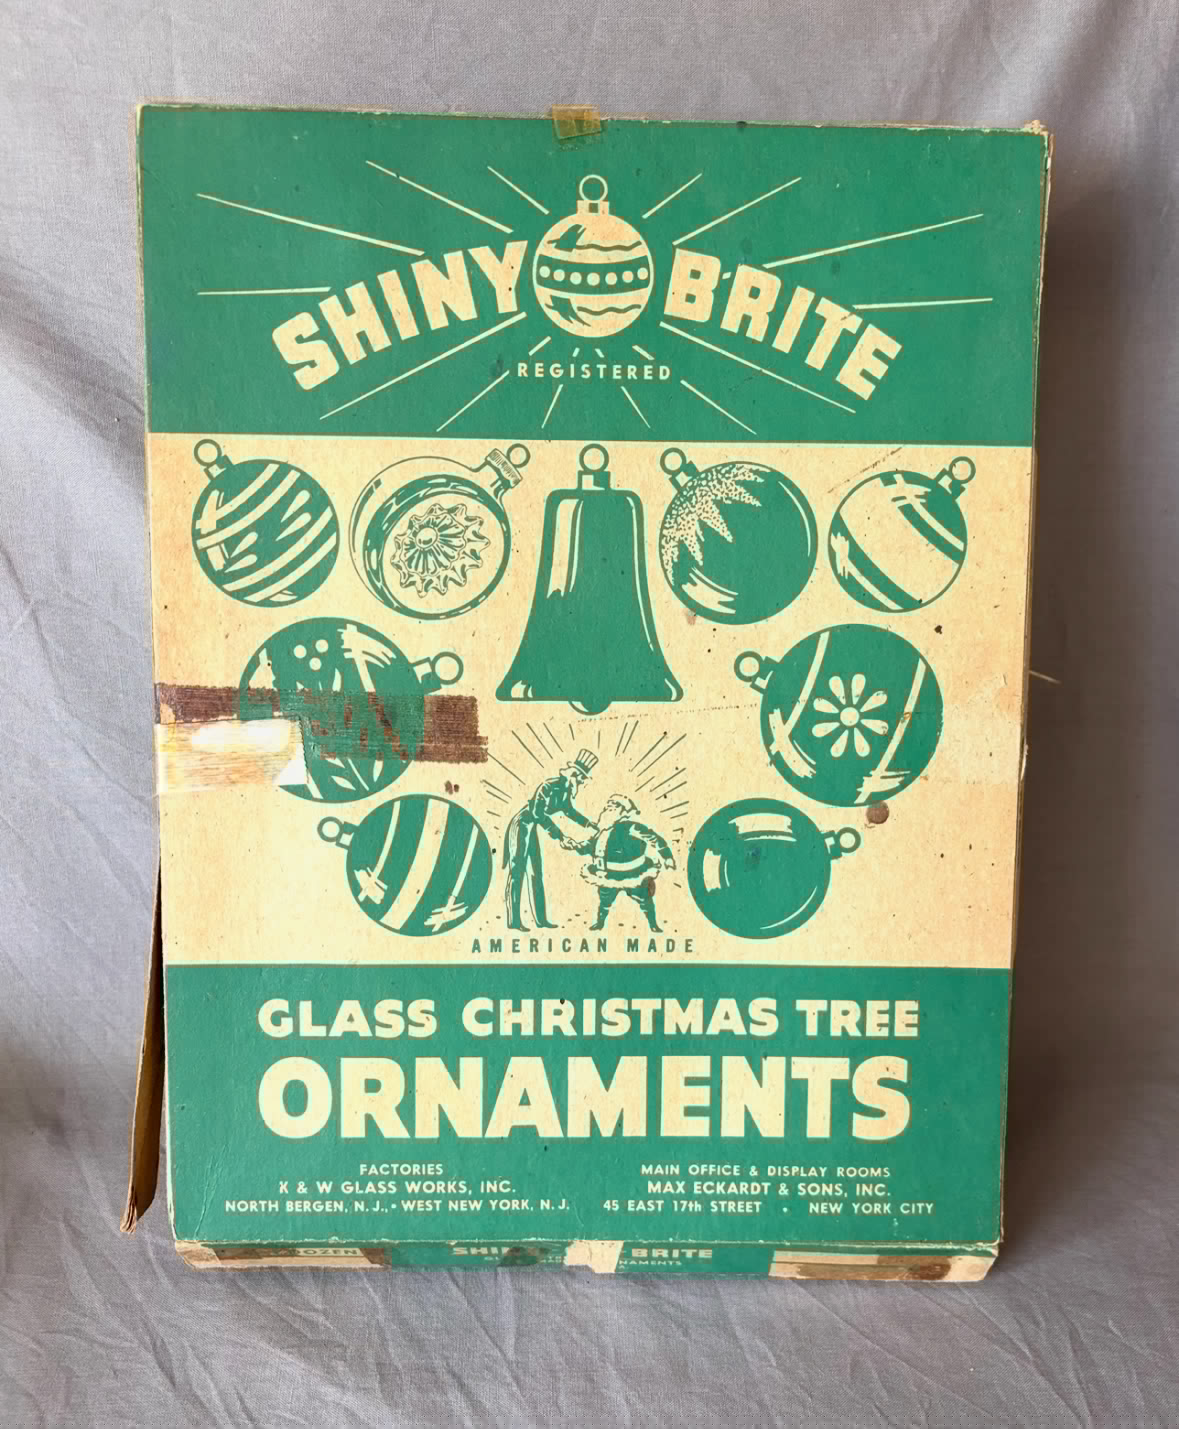 SHINY BRITE
REGISTERED
AMERICAN MADE
GLASS CHRISTMAS TREE
ORNAMENTS
FACTORIES
K & W GLASS WORKS, INC.
NORTH BERGEN, N.J., • WEST NEW YORK, N.J.
MAIN OFFICE & DISPLAY ROOMS
MAX ECKARDT & SONS, INC.
45 EAST 17th STREET • NEW YORK CITY
DOZEN
BRITE